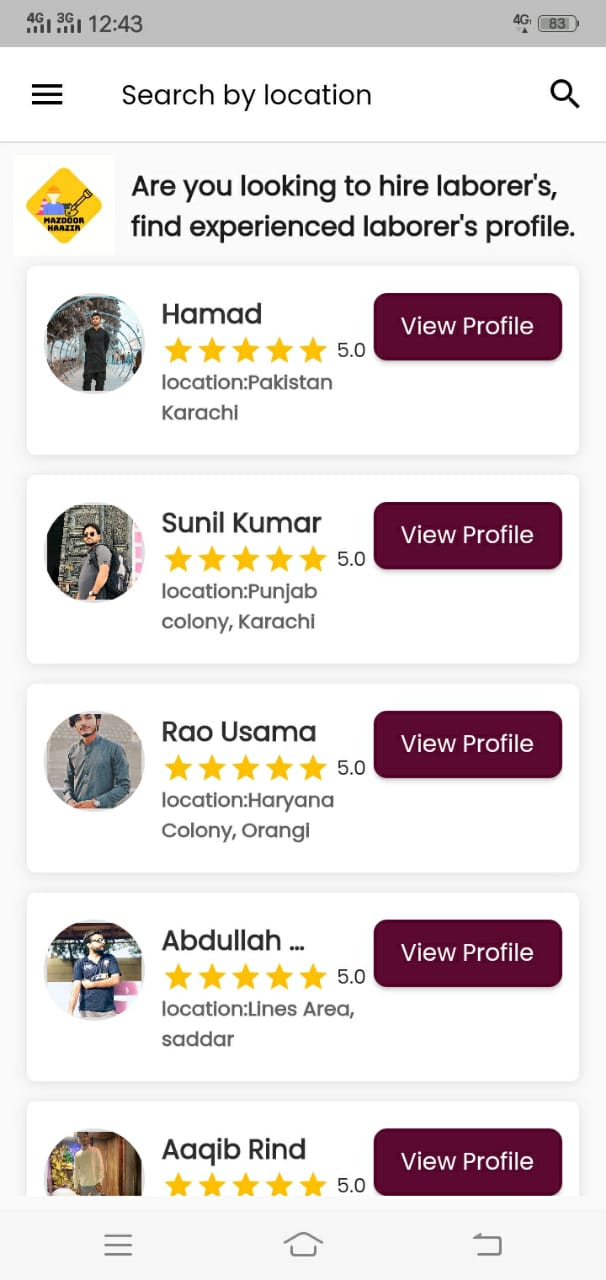 4G 3G 12:43 4G 83
Search by location
MAZDOOR
HAAZIR
Are you looking to hire laborer's,
find experienced laborer's profile.
Hamad
View Profile
5.0
location:Pakistan
Karachi
Sunil Kumar
View Profile
5.0
location:Punjab
colony, Karachi
Rao Usama
View Profile
5.0
location:Haryana
Colony, Orangi
Abdullah ...
View Profile
5.0
location:Lines Area,
saddar
Aaqib Rind
View Profile
5.0